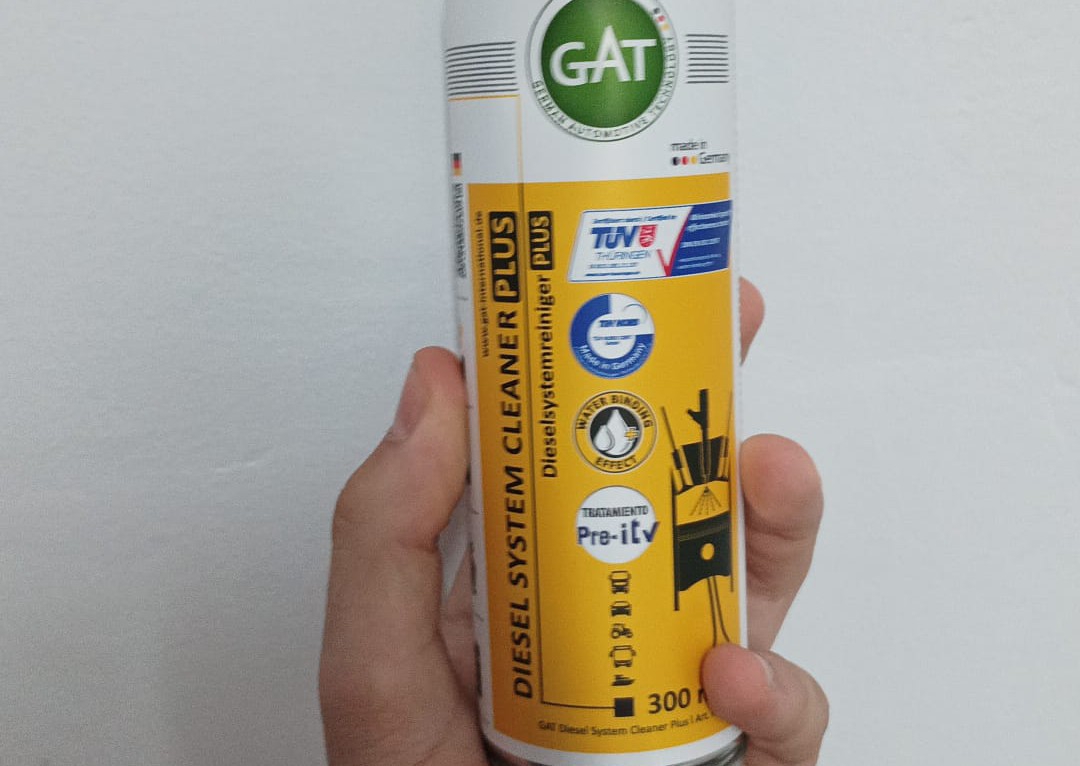 GAT
GERMAN AUTOMOTIVE TECHNOLOGY
made in
Germany
www.gat-international.de
DIESEL SYSTEM CLEANER PLUS
Dieselsystemreiniger PLUS
TÜV
THÜRINGEN
Made in Germany
WATER BINDING
EFFECT
TRATAMIENTO
Pre-itv
300
GAT Diesel System Cleaner Plus | Art.